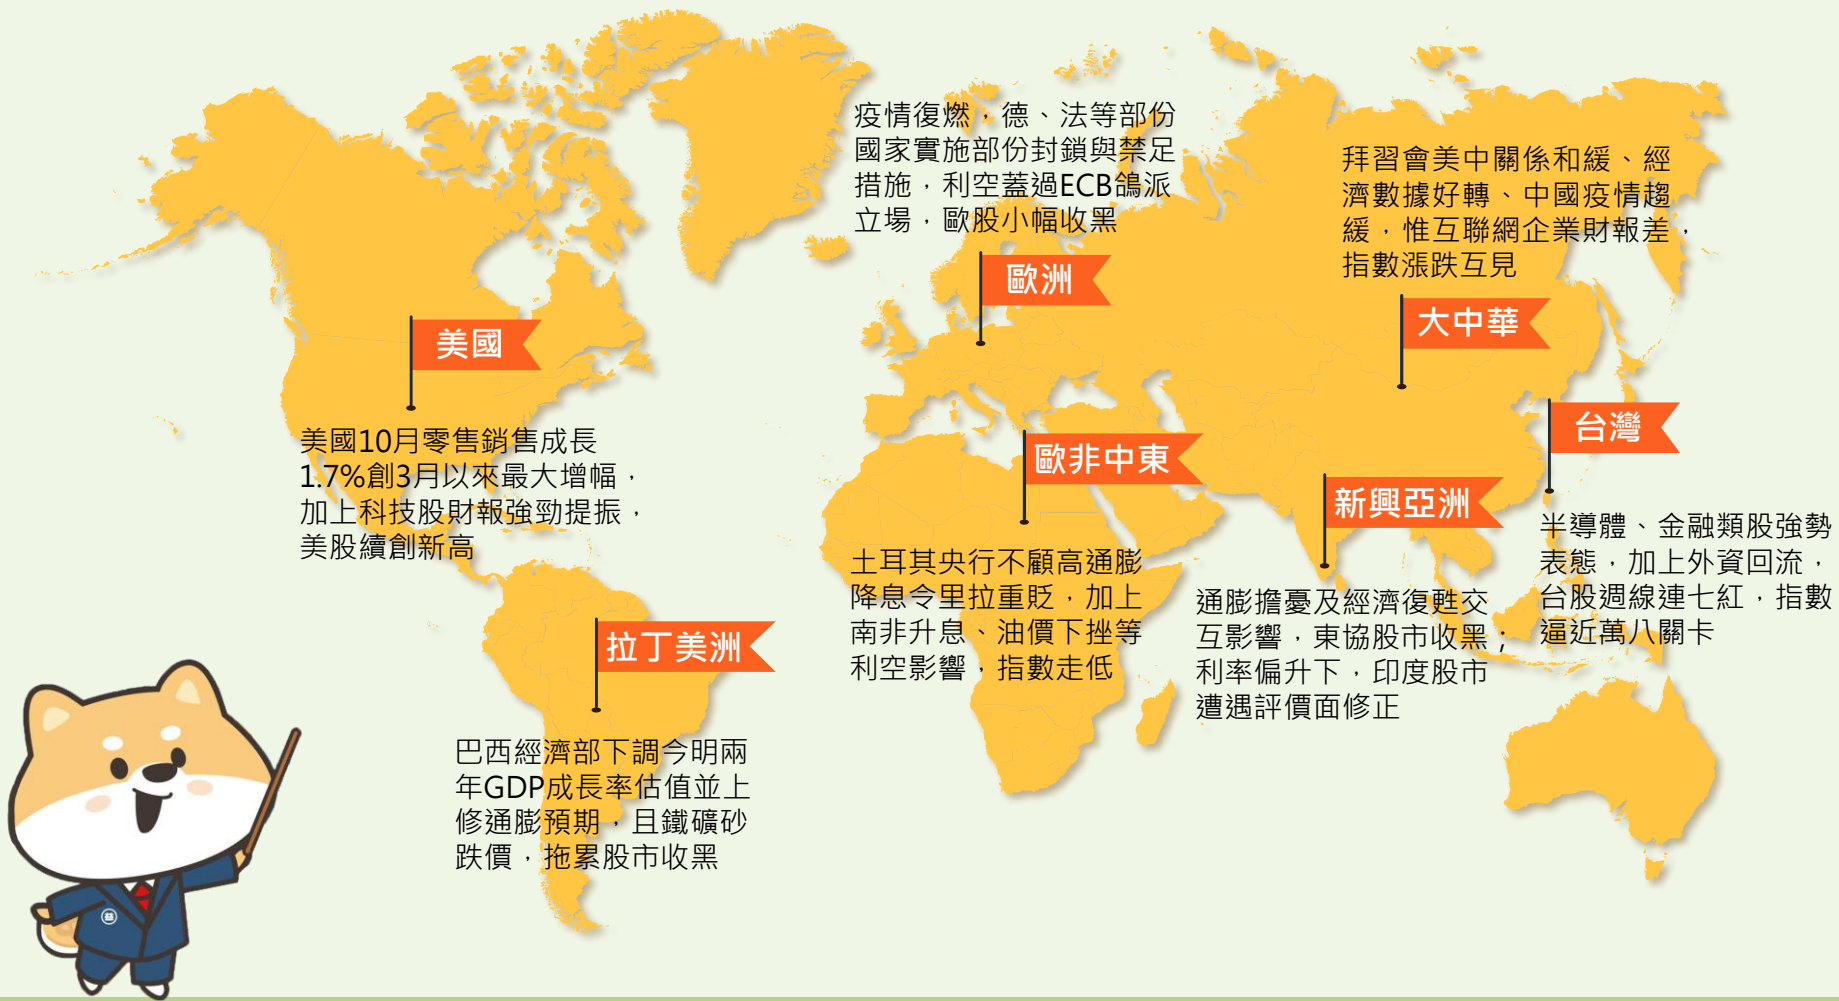 疫情復燃，德、法等部份
國家實施部份封鎖與禁足
措施，利空蓋過ECB鴿派
立場，歐股小幅收黑
歐洲
拜習會美中關係和緩、經
濟數據好轉、中國疫情趨
緩，惟互聯網企業財報差，
指數漲跌互見
大中華
美國
美國10月零售銷售成長
1.7%創3月以來最大增幅，
加上科技股財報強勁提振，
美股續創新高
歐非中東
土耳其央行不顧高通膨
降息令里拉重貶，加上
南非升息、油價下挫等
利空影響，指數走低
新興亞洲
通膨擔憂及經濟復甦交
互影響，東協股市收黑；
利率偏升下，印度股市
遭遇評價面修正
台灣
半導體、金融類股強勢
表態，加上外資回流，
台股週線連七紅，指數
逼近萬八關卡
拉丁美洲
巴西經濟部下調今明兩
年GDP成長率估值並上
修通膨預期，且鐵礦砂
跌價，拖累股市收黑